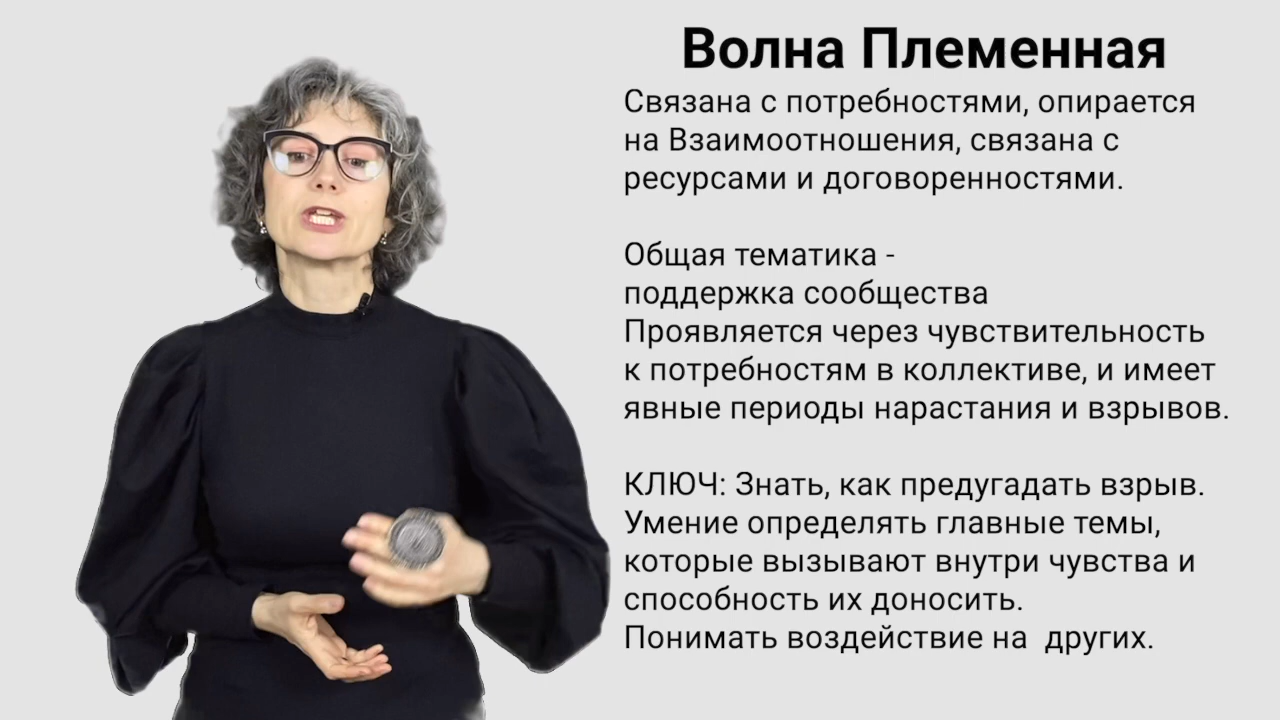 Волна Племенная
Связана с потребностями, опирается
на Взаимоотношения, связана с
ресурсами и договоренностями.
Общая тематика -
поддержка сообщества
Проявляется через чувствительность
к потребностям в коллективе, и имеет
явные периоды нарастания и взрывов.
КЛЮЧ: Знать, как предугадать взрыв.
Умение определять главные темы,
которые вызывают внутри чувства и
способность их доносить.
Понимать воздействие на  других.